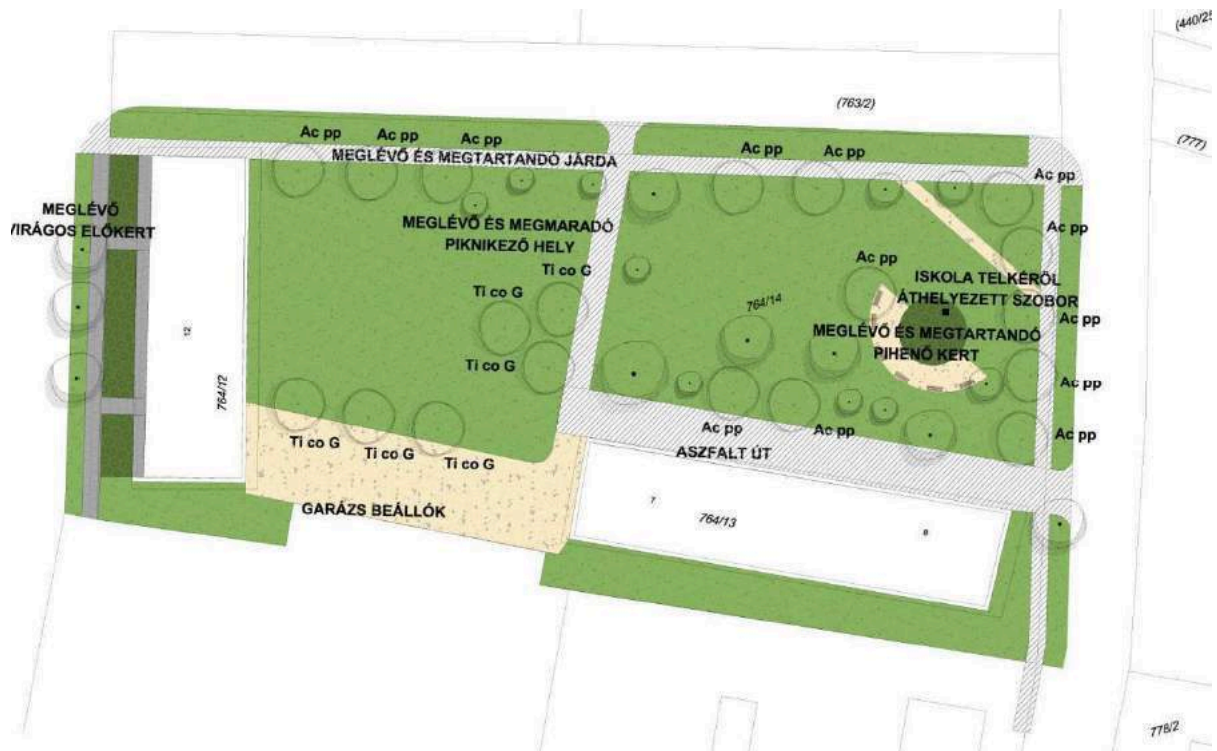 (440/25
(763/2)
(777)
Ac pp
Ac pp
Ac pp
Ac pp
Ac pp
MEGLÉVŐ ÉS MEGTARTANDÓ JÁRDA
Ac pp
MEGLÉVŐ
VIRÁGOS ELŐKERT
MEGLÉVŐ ÉS MEGMARADÓ
PIKNIKEZŐ HELY
Ac pp
Ti co G
Ac pp
ISKOLA TELKÉRŐL
ÁTHELYEZETT SZOBOR
Ti co G
764/14
Ac pp
MEGLÉVŐ ÉS MEGTARTANDÓ
PIHENŐ KERT
12
764/12
Ti co G
Ac pp
Ac pp
Ac pp
Ac pp
Ti co G
Ti co G
Ti co G
ASZFALT ÚT
GARÁZS BEÁLLÓK
7
764/13
8
778/2